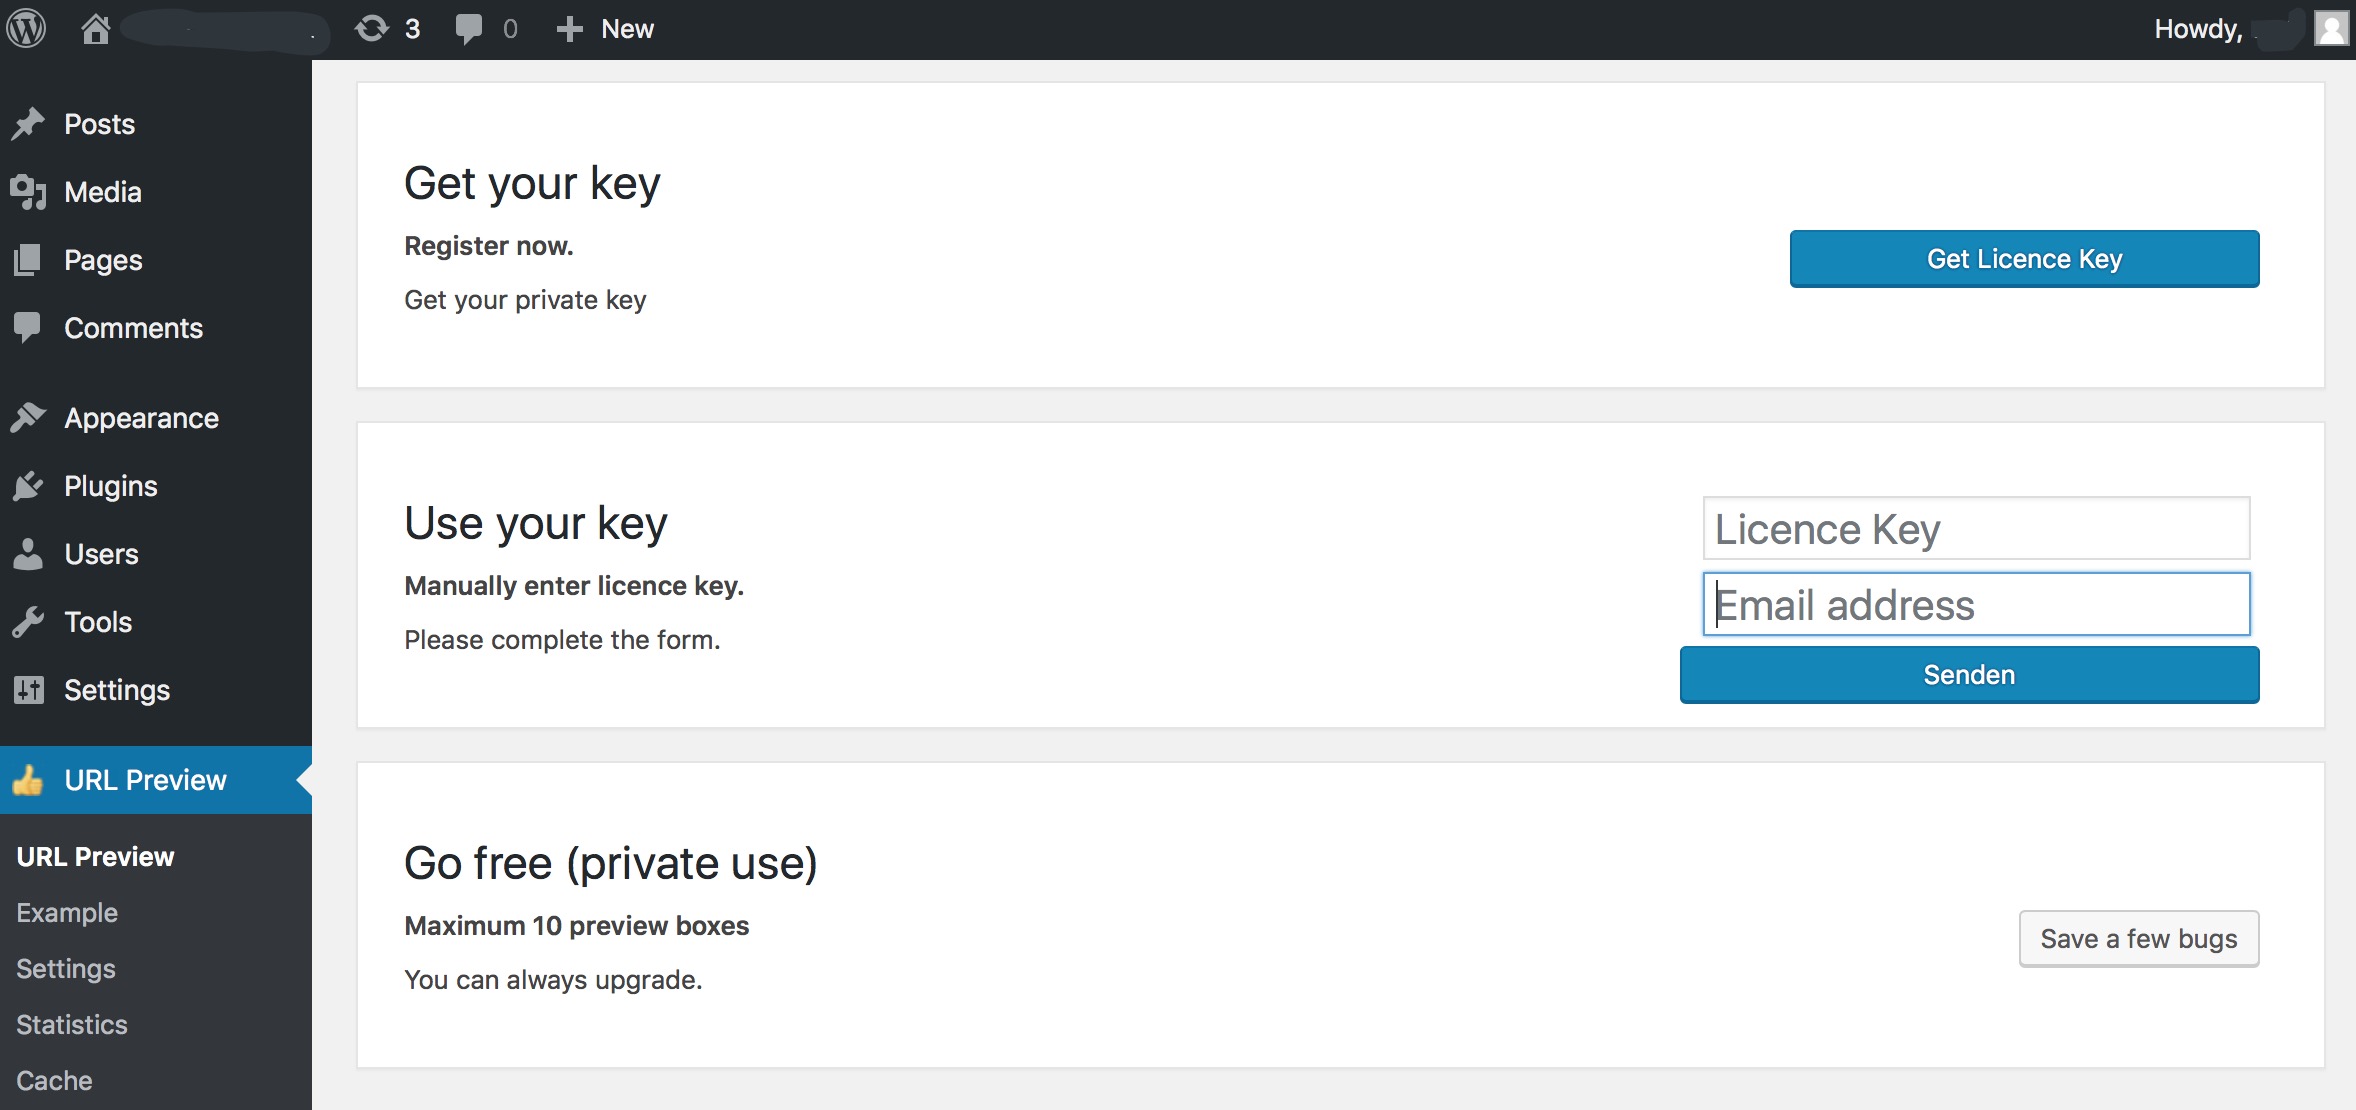 3 0 New Howdy,
Posts
Media
Pages
Comments
Appearance
Plugins
Users
Tools
Settings
URL Preview
URL Preview
Example
Settings
Statistics
Cache
Get your key
Register now.
Get your private key
Get Licence Key
Use your key
Manually enter licence key.
Please complete the form.
Licence Key
Email address
Senden
Go free (private use)
Maximum 10 preview boxes
You can always upgrade.
Save a few bugs